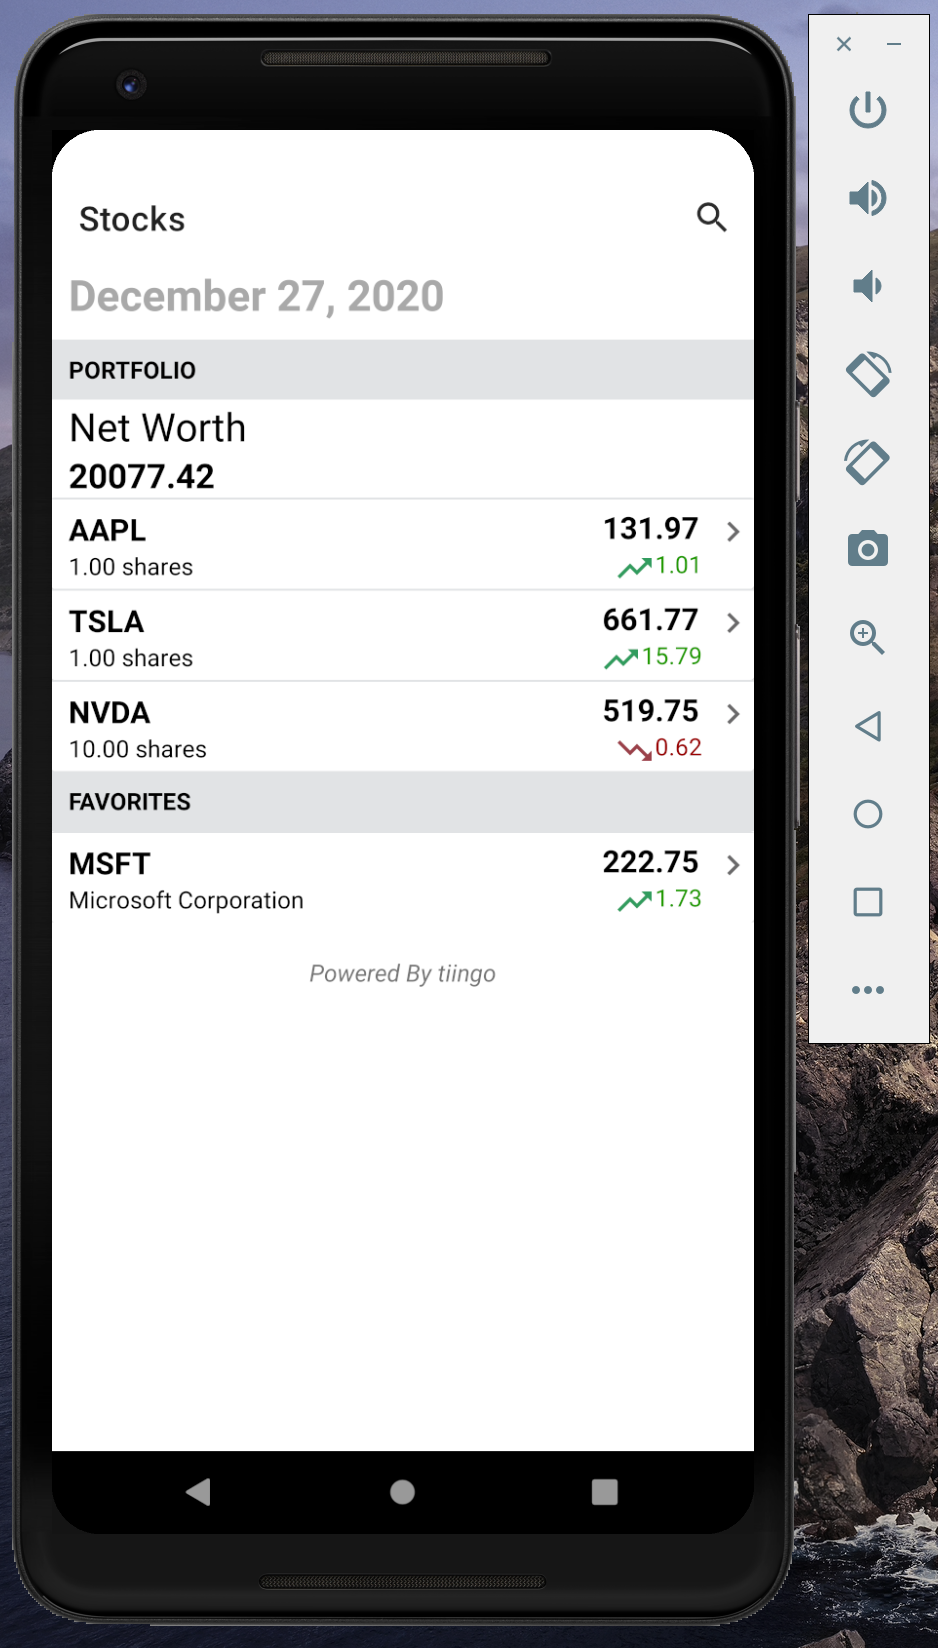 Stocks
December 27, 2020
PORTFOLIO
Net Worth
20077.42
AAPL 131.97
1.00 shares 1.01
TSLA 661.77
1.00 shares 15.79
NVDA 519.75
10.00 shares 0.62
FAVORITES
MSFT 222.75
Microsoft Corporation 1.73
Powered By tiingo